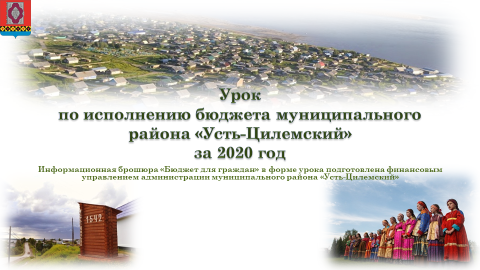 Урок
по исполнению бюджета муниципального
района «Усть-Цилемский»
за 2020 год
Информационная брошюра «Бюджет для граждан» в форме урока подготовлена финансовым
управлением администрации муниципального района «Усть-Цилемский»
1542